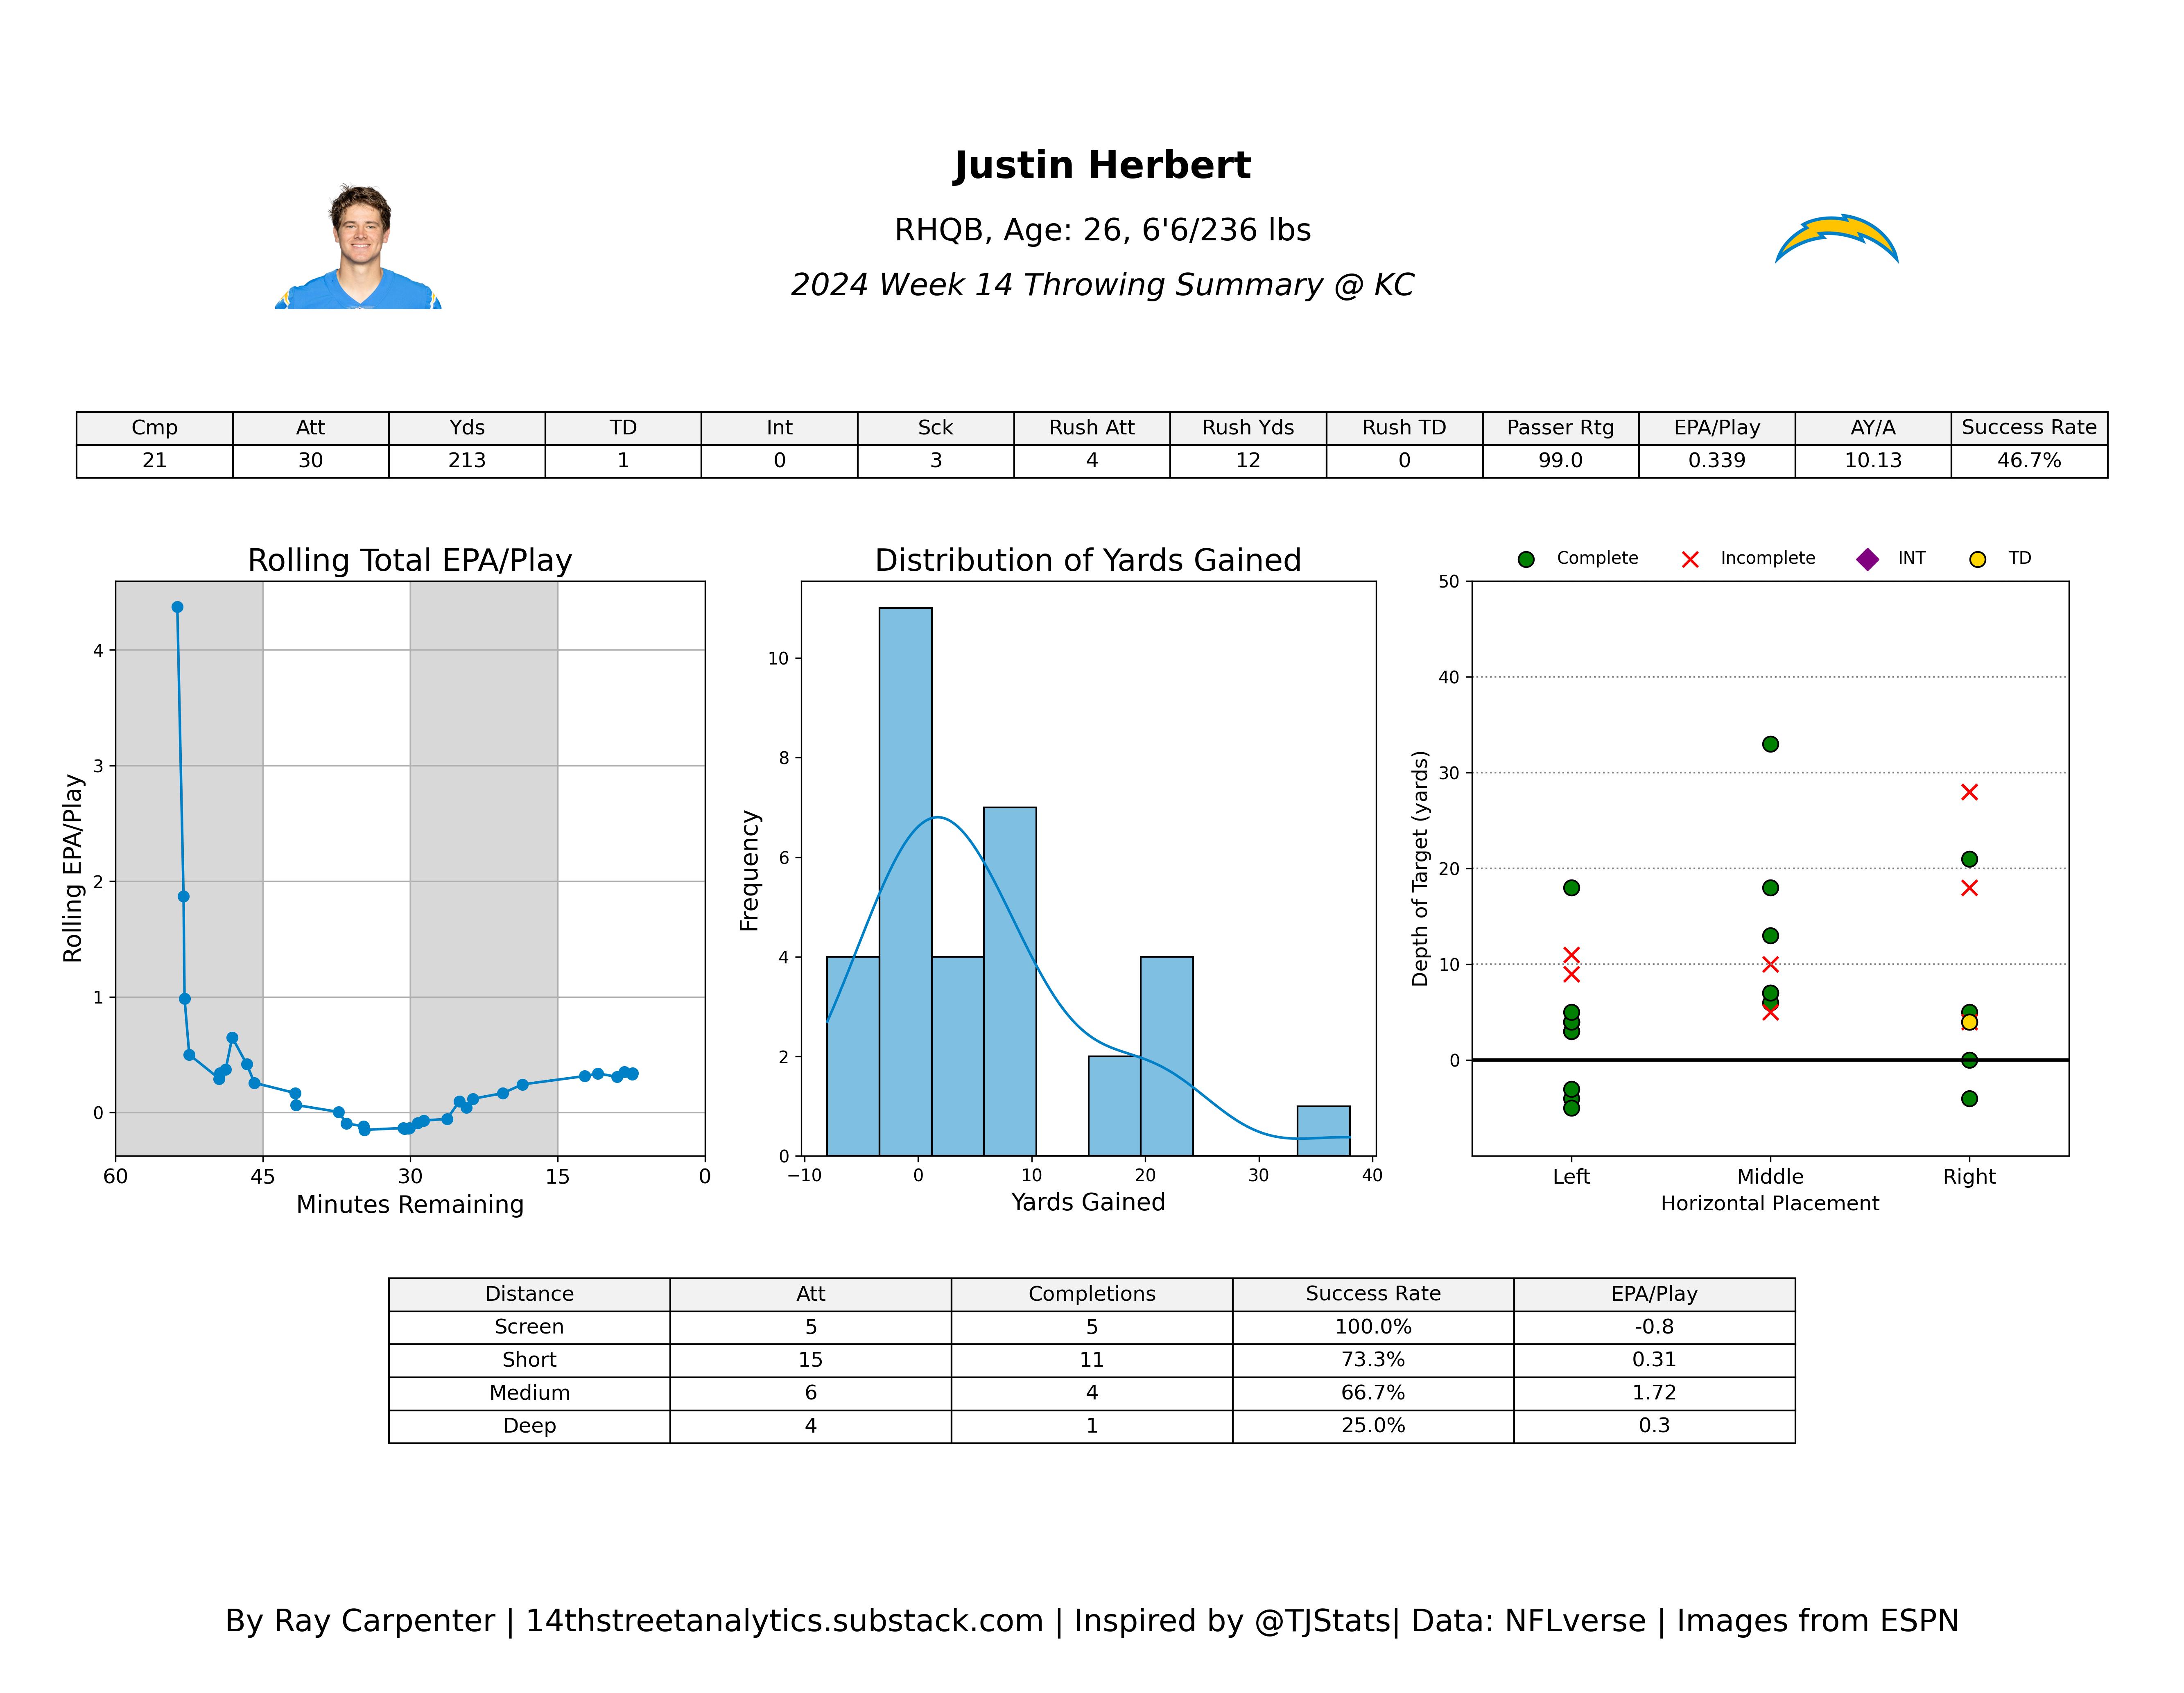 Justin Herbert
RHQB, Age: 26, 6'6/236 lbs
2024 Week 14 Throwing Summary @ KC
Cmp Att Yds TD Int Sck Rush Att Rush Yds Rush TD Passer Rtg EPA/Play AY/A Success Rate
21 30 213 1 0 3 4 12 0 99.0 0.339 10.13 46.7%
Rolling Total EPA/Play
Rolling EPA/Play
4
3
2
1
0
60 45 30 15 0
Minutes Remaining
Distribution of Yards Gained
Frequency
10
8
6
4
2
0
−10 0 10 20 30 40
Yards Gained
Complete Incomplete INT TD
Depth of Target (yards)
50
40
30
20
10
0
Left Middle Right
Horizontal Placement
Distance Att Completions Success Rate EPA/Play
Screen 5 5 100.0% -0.8
Short 15 11 73.3% 0.31
Medium 6 4 66.7% 1.72
Deep 4 1 25.0% 0.3
By Ray Carpenter | 14thstreetanalytics.substack.com | Inspired by @TJStats| Data: NFLverse | Images from ESPN